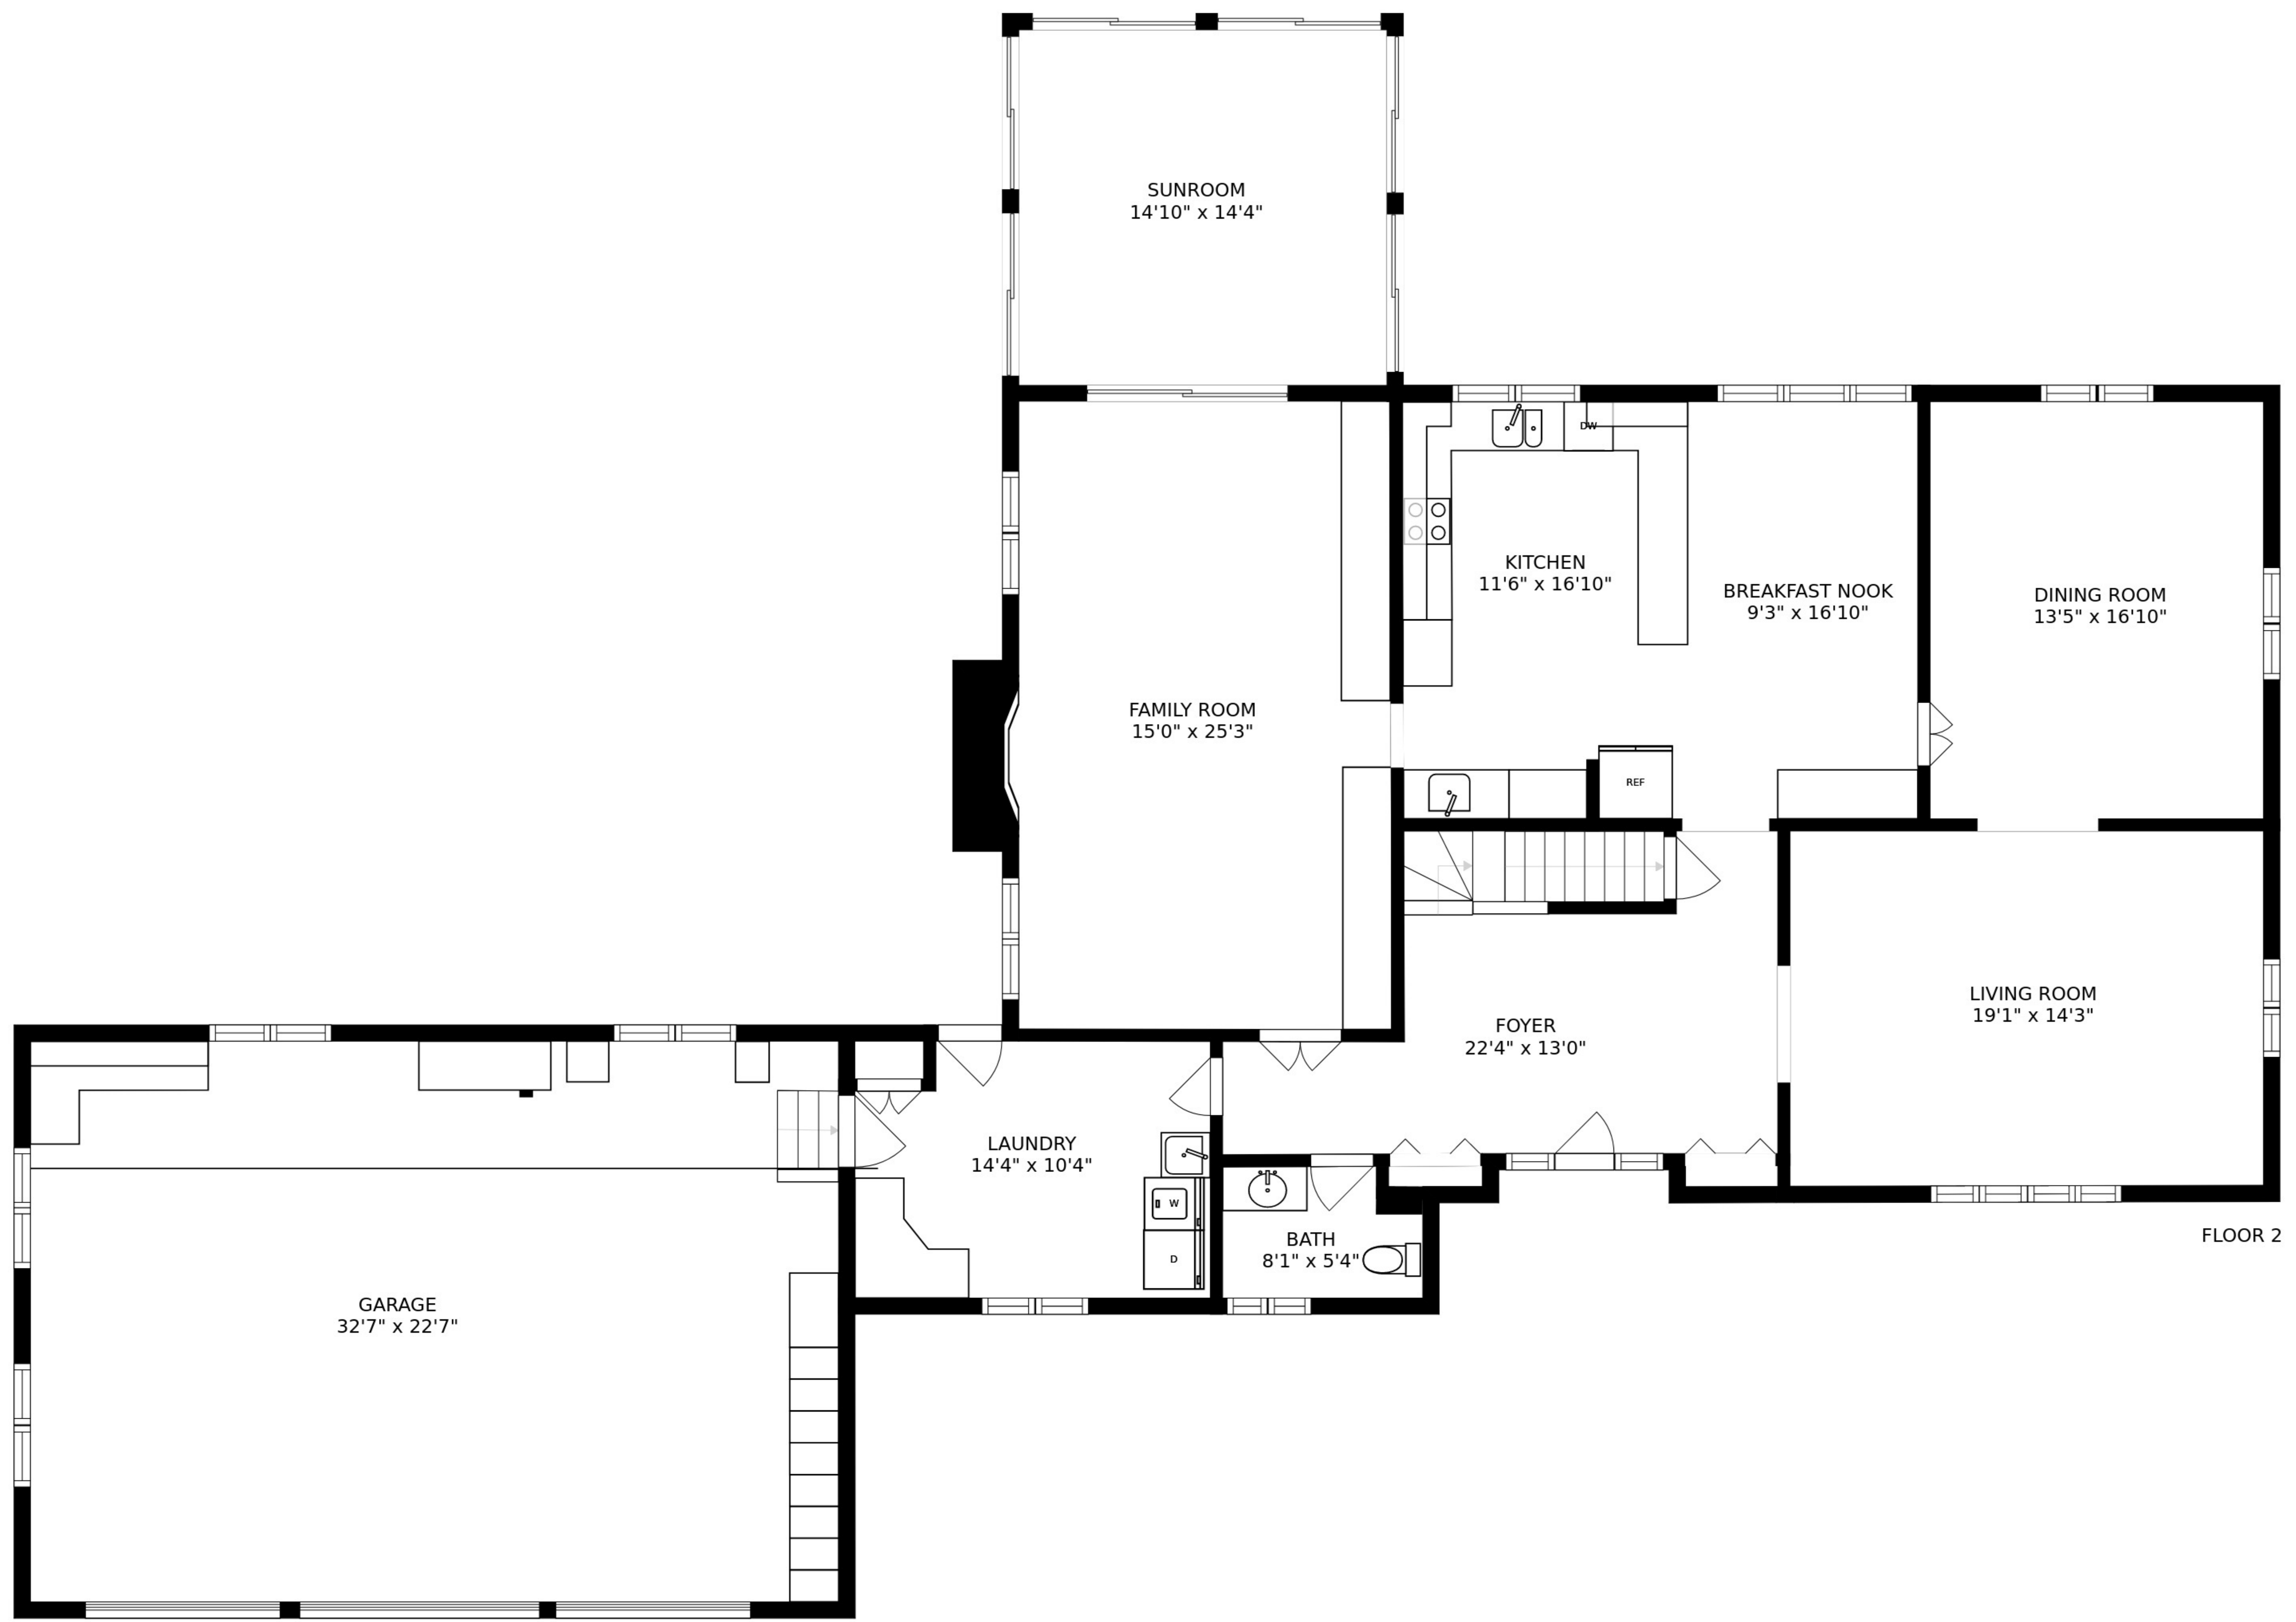 SUNROOM
14'10" x 14'4"
KITCHEN
11'6" x 16'10"
DW
BREAKFAST NOOK
9'3" x 16'10"
DINING ROOM
13'5" x 16'10"
FAMILY ROOM
15'0" x 25'3"
REF
LIVING ROOM
19'1" x 14'3"
FOYER
22'4" x 13'0"
LAUNDRY
14'4" x 10'4"
W
D
BATH
8'1" x 5'4"
FLOOR 2
GARAGE
32'7" x 22'7"